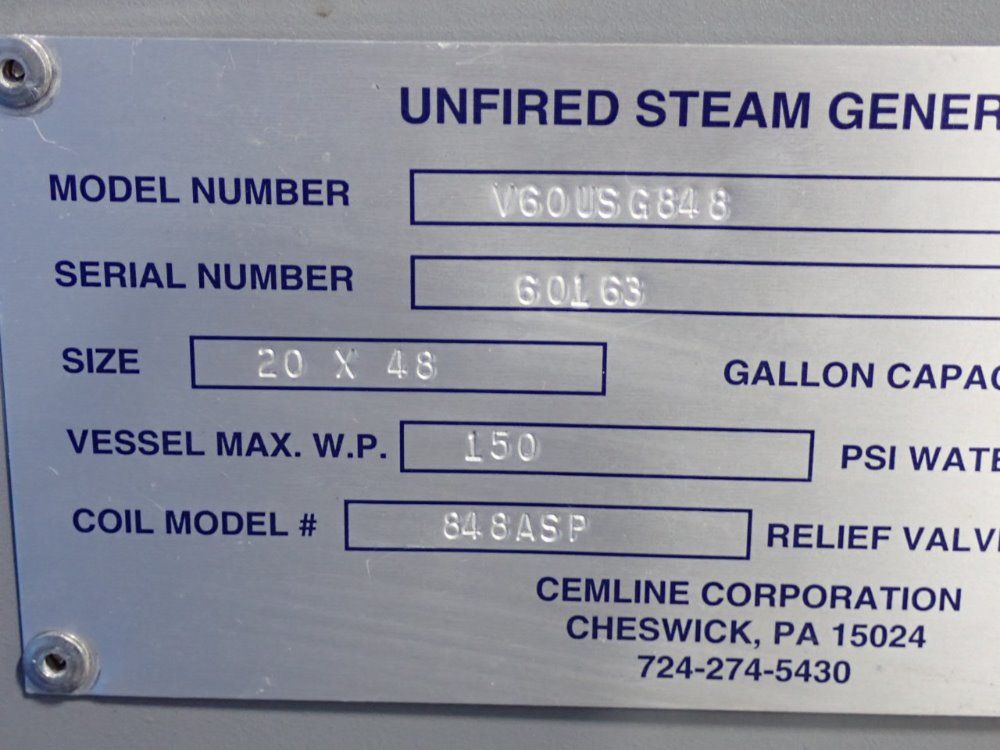 UNFIRED STEAM GENER
MODEL NUMBER V60USG848
SERIAL NUMBER 60163
SIZE 20 X 48 GALLON CAPAC
VESSEL MAX. W.P. 150 PSI WATE
COIL MODEL # 848ASP RELIEF VALV
CEMLINE CORPORATION
CHESWICK, PA 15024
724-274-5430